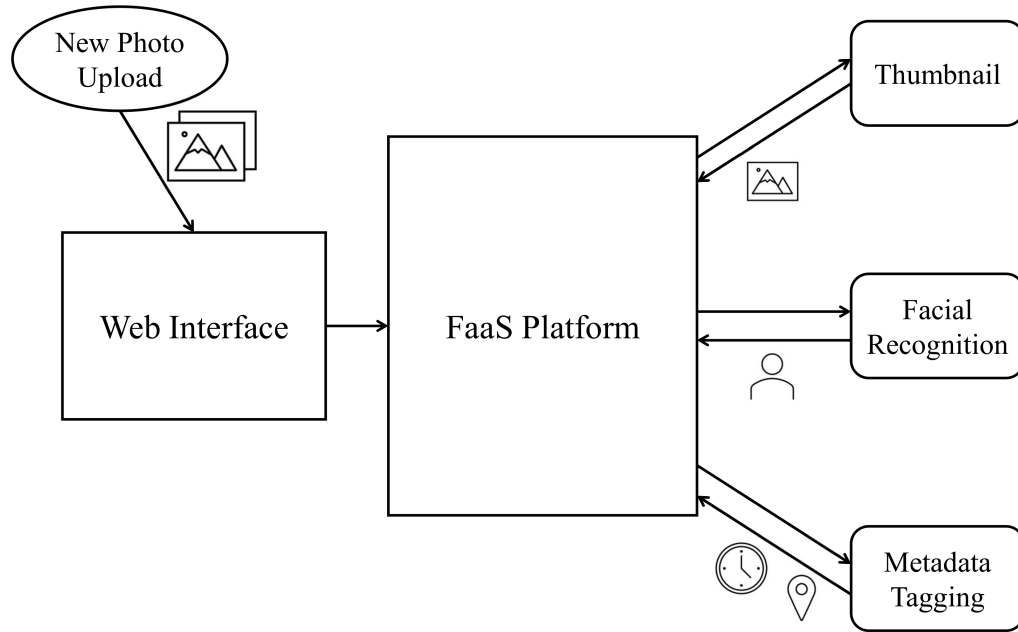 New Photo
Upload
Web Interface
FaaS Platform
Thumbnail
Facial
Recognition
Metadata
Tagging